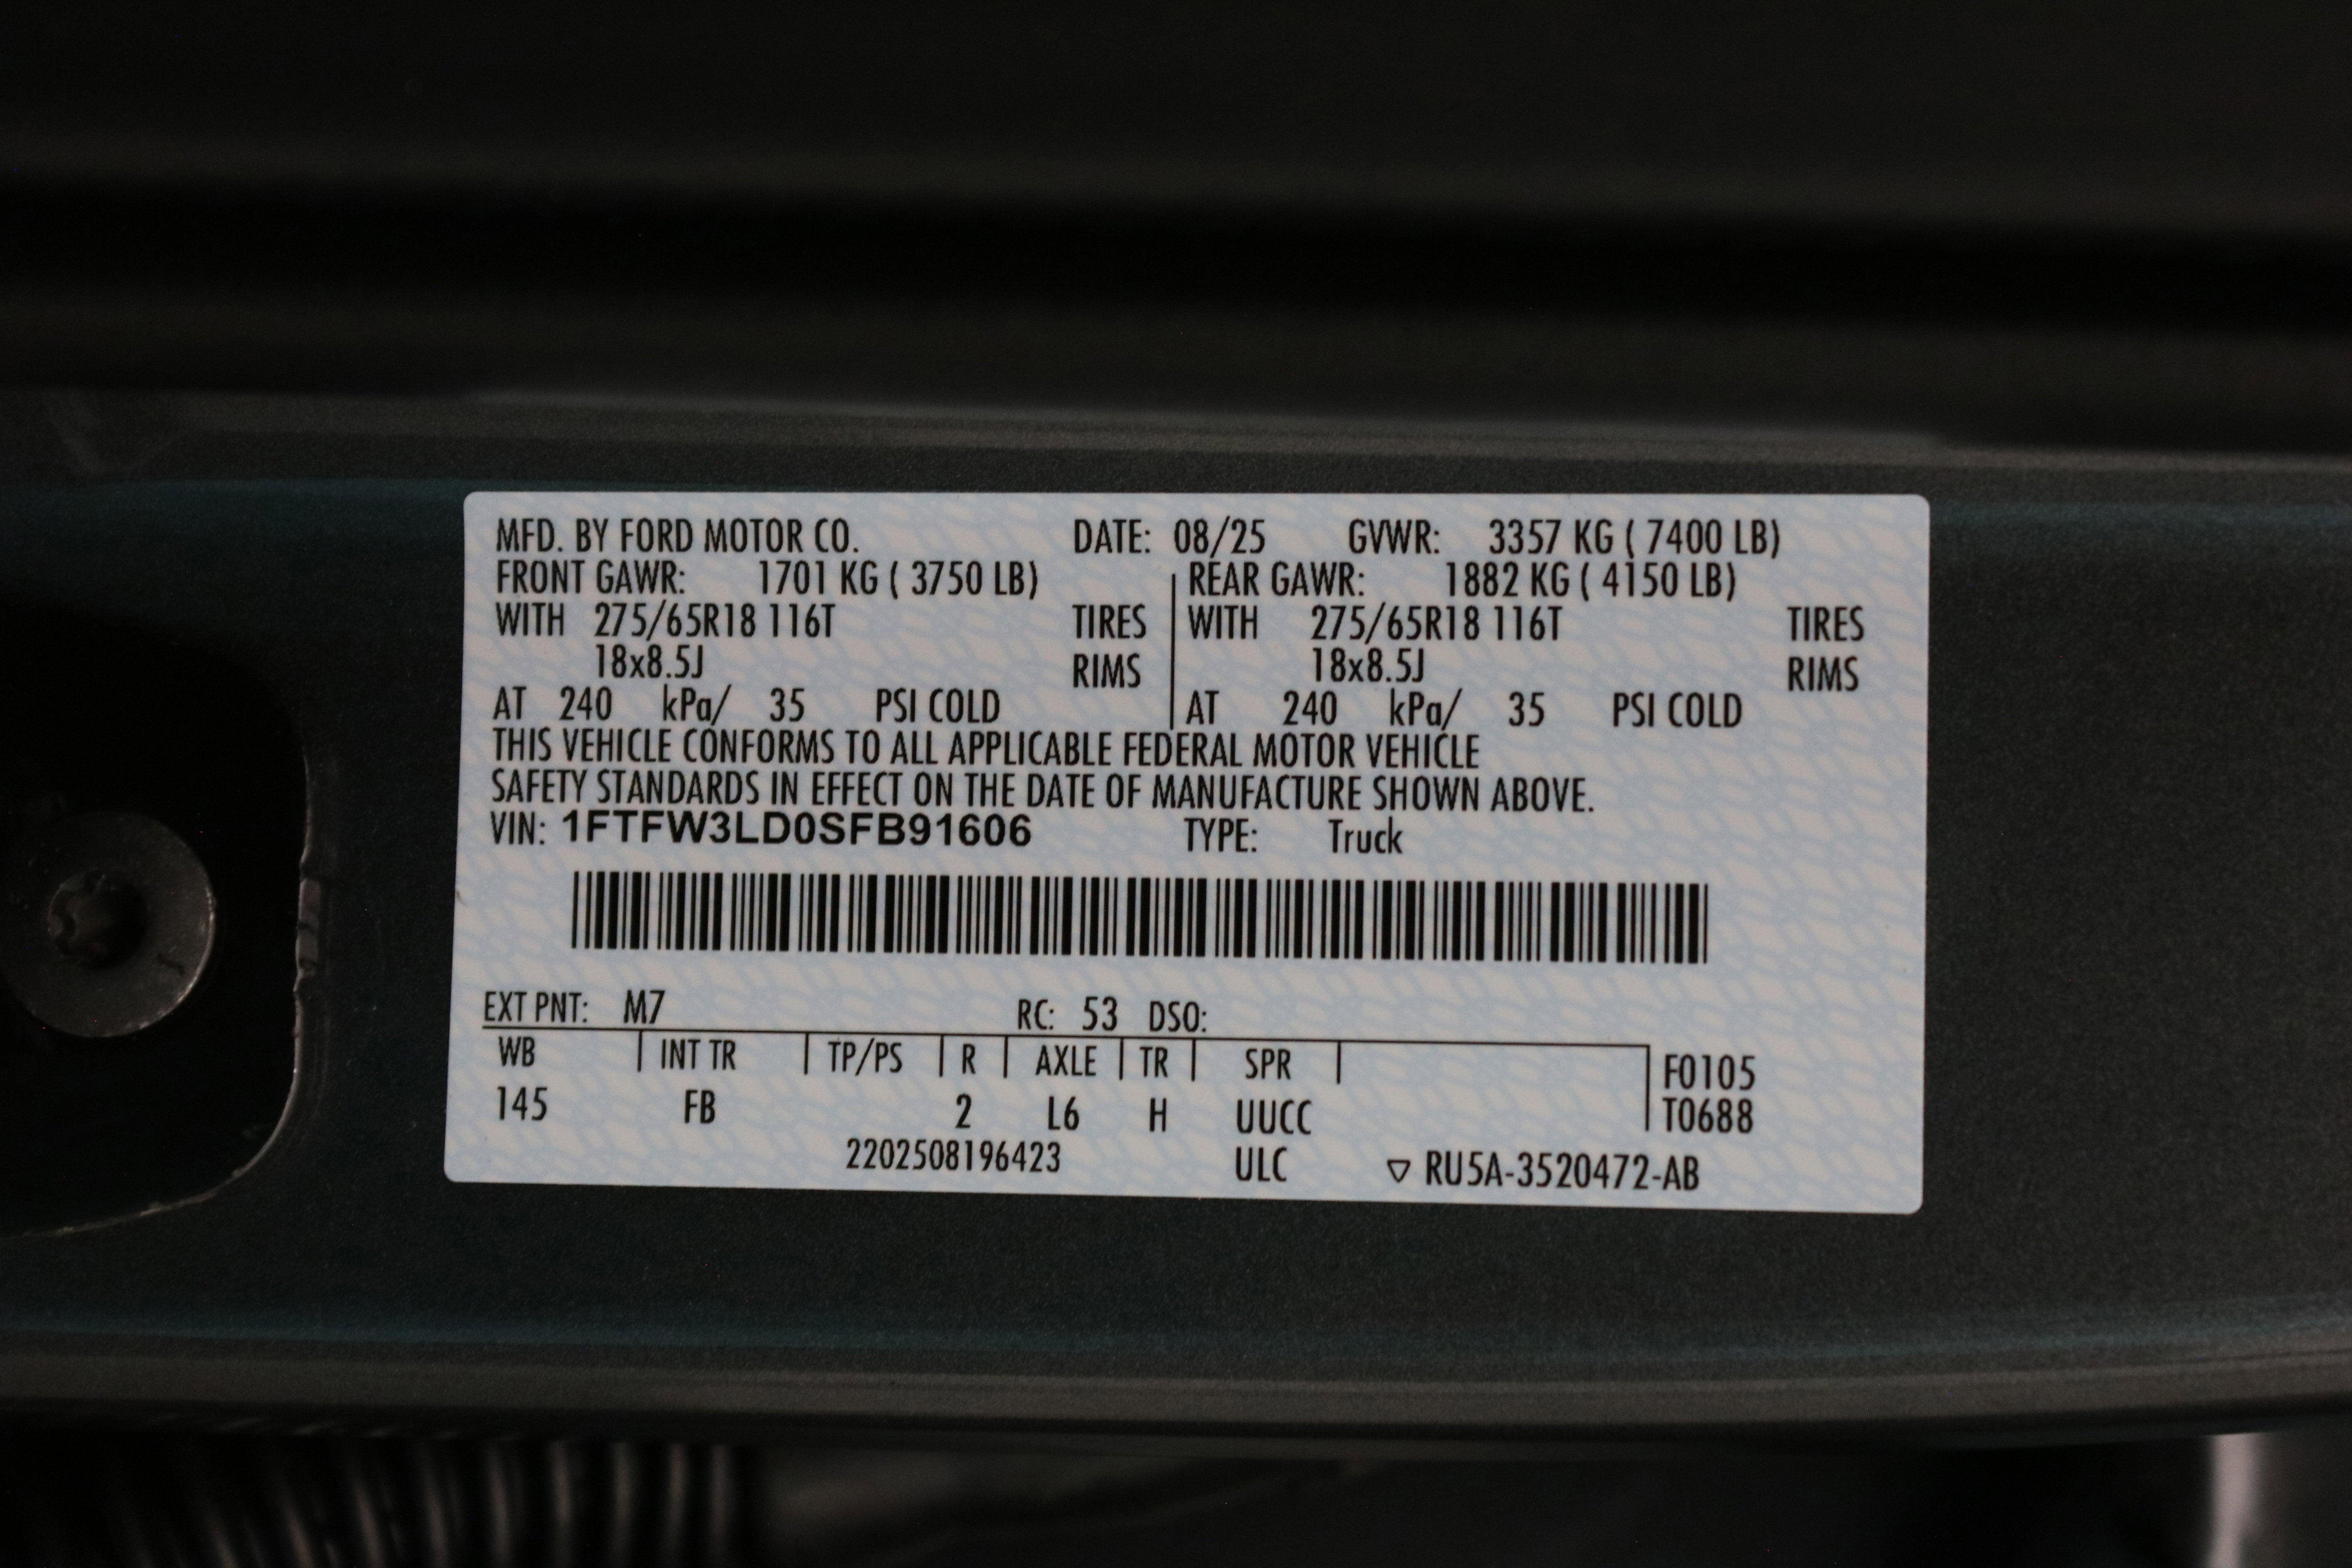 MFD. BY FORD MOTOR CO. DATE: 08/25 GVWR: 3357 KG ( 7400 LB)
FRONT GAWR: 1701 KG ( 3750 LB) REAR GAWR: 1882 KG ( 4150 LB)
WITH 275/65R18 116T TIRES WITH 275/65R18 116T TIRES
18x8.5J RIMS 18x8.5J RIMS
AT 240 kPa/ 35 PSI COLD AT 240 kPa/ 35 PSI COLD
THIS VEHICLE CONFORMS TO ALL APPLICABLE FEDERAL MOTOR VEHICLE
SAFETY STANDARDS IN EFFECT ON THE DATE OF MANUFACTURE SHOWN ABOVE.
VIN: 1FTFW3LD0SFB91606 TYPE: Truck
EXT PNT: M7 RC: 53 DSO:
WB INT TR TP/PS R AXLE TR SPR F0105
145 FB 2 L6 H UUCC T0688
2202508196423 ULC ▽ RU5A-3520472-AB